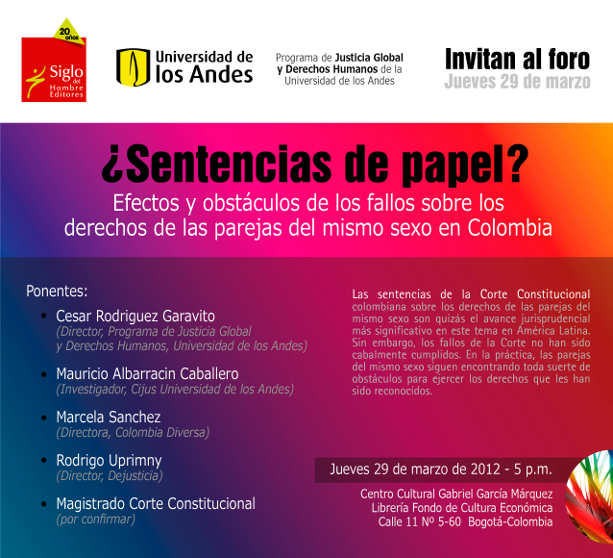 20
años
Siglo
del
Hombre
Editores
Universidad de
los Andes
Programa de Justicia Global
y Derechos Humanos de la
Universidad de los Andes
Invitan al foro
Jueves 29 de marzo
¿Sentencias de papel?
Efectos y obstáculos de los fallos sobre los
derechos de las parejas del mismo sexo en Colombia
Ponentes:
• Cesar Rodriguez Garavito
(Director, Programa de Justicia Global
y Derechos Humanos, Universidad de los Andes)
• Mauricio Albarracin Caballero
(Investigador, Cijus Universidad de los Andes)
• Marcela Sanchez
(Directora, Colombia Diversa)
• Rodrigo Uprimny
(Director, Dejusticia)
• Magistrado Corte Constitucional
(por confirmar)
Las sentencias de la Corte Constitucional
colombiana sobre los derechos de las parejas del
mismo sexo son quizás el avance jurisprudencial
más significativo en este tema en América Latina.
Sin embargo, los fallos de la Corte no han sido
cabalmente cumplidos. En la práctica, las parejas
del mismo sexo siguen encontrando toda suerte de
obstáculos para ejercer los derechos que les han
sido reconocidos.
Jueves 29 de marzo de 2012 - 5 p.m.
Centro Cultural Gabriel García Márquez
Librería Fondo de Cultura Económica
Calle 11 Nº 5-60 Bogotá-Colombia